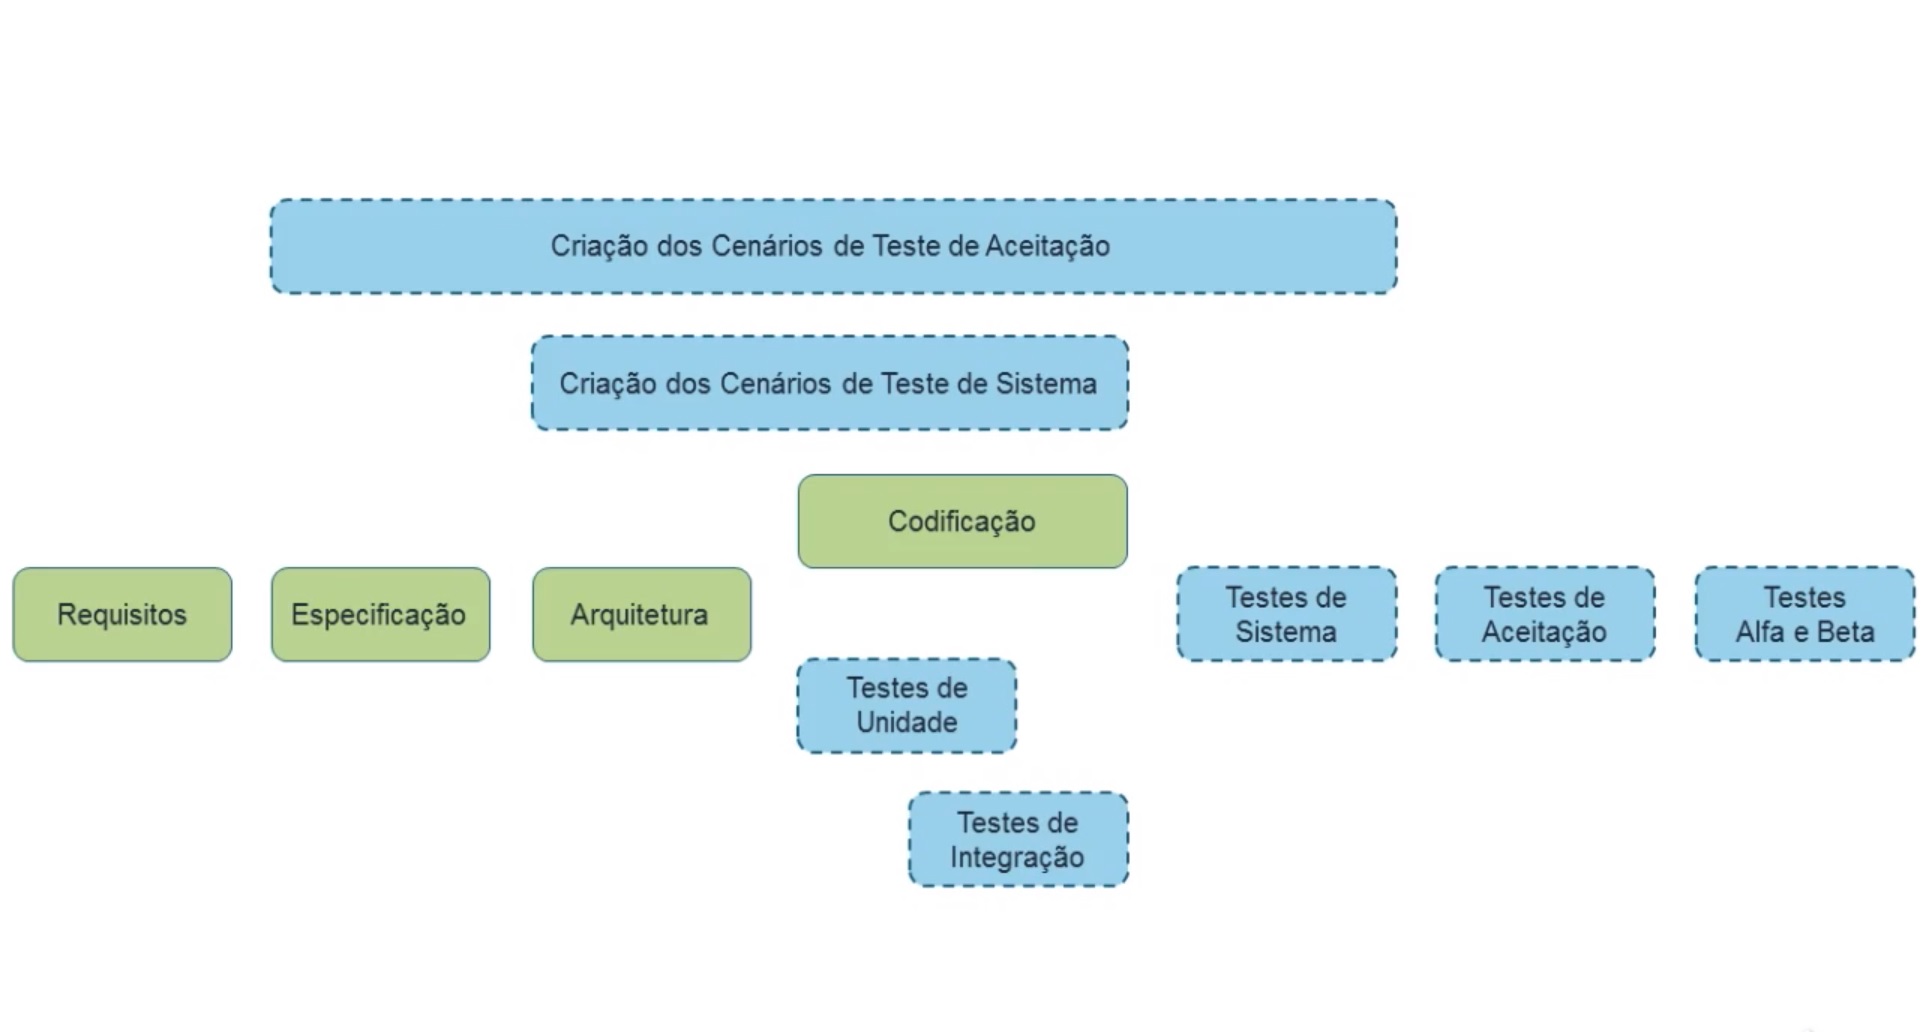 Criação dos Cenários de Teste de Aceitação
Criação dos Cenários de Teste de Sistema
Codificação
Requisitos
Especificação
Arquitetura
Testes de
Sistema
Testes de
Aceitação
Testes
Alfa e Beta
Testes de
Unidade
Testes de
Integração